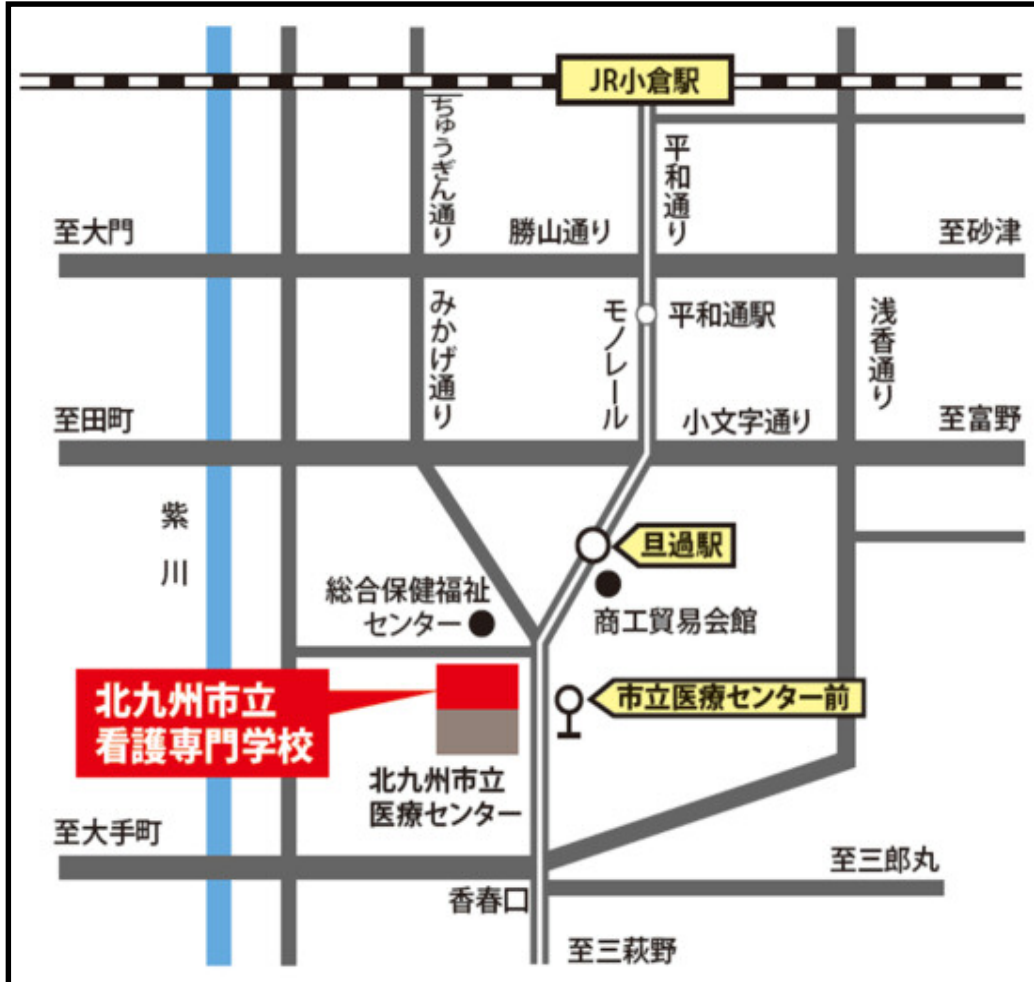 JR小倉駅
ちゅうぎん通り
平和通り
至大門
勝山通り
至砂津
みかげ通り
モノレール
平和通駅
浅香通り
至田町
小文字通り
至富野
紫川
旦過駅
総合保健福祉
センター
商工貿易会館
北九州市立
看護専門学校
市立医療センター前
北九州市立
医療センター
至大手町
至三郎丸
香春口
至三萩野